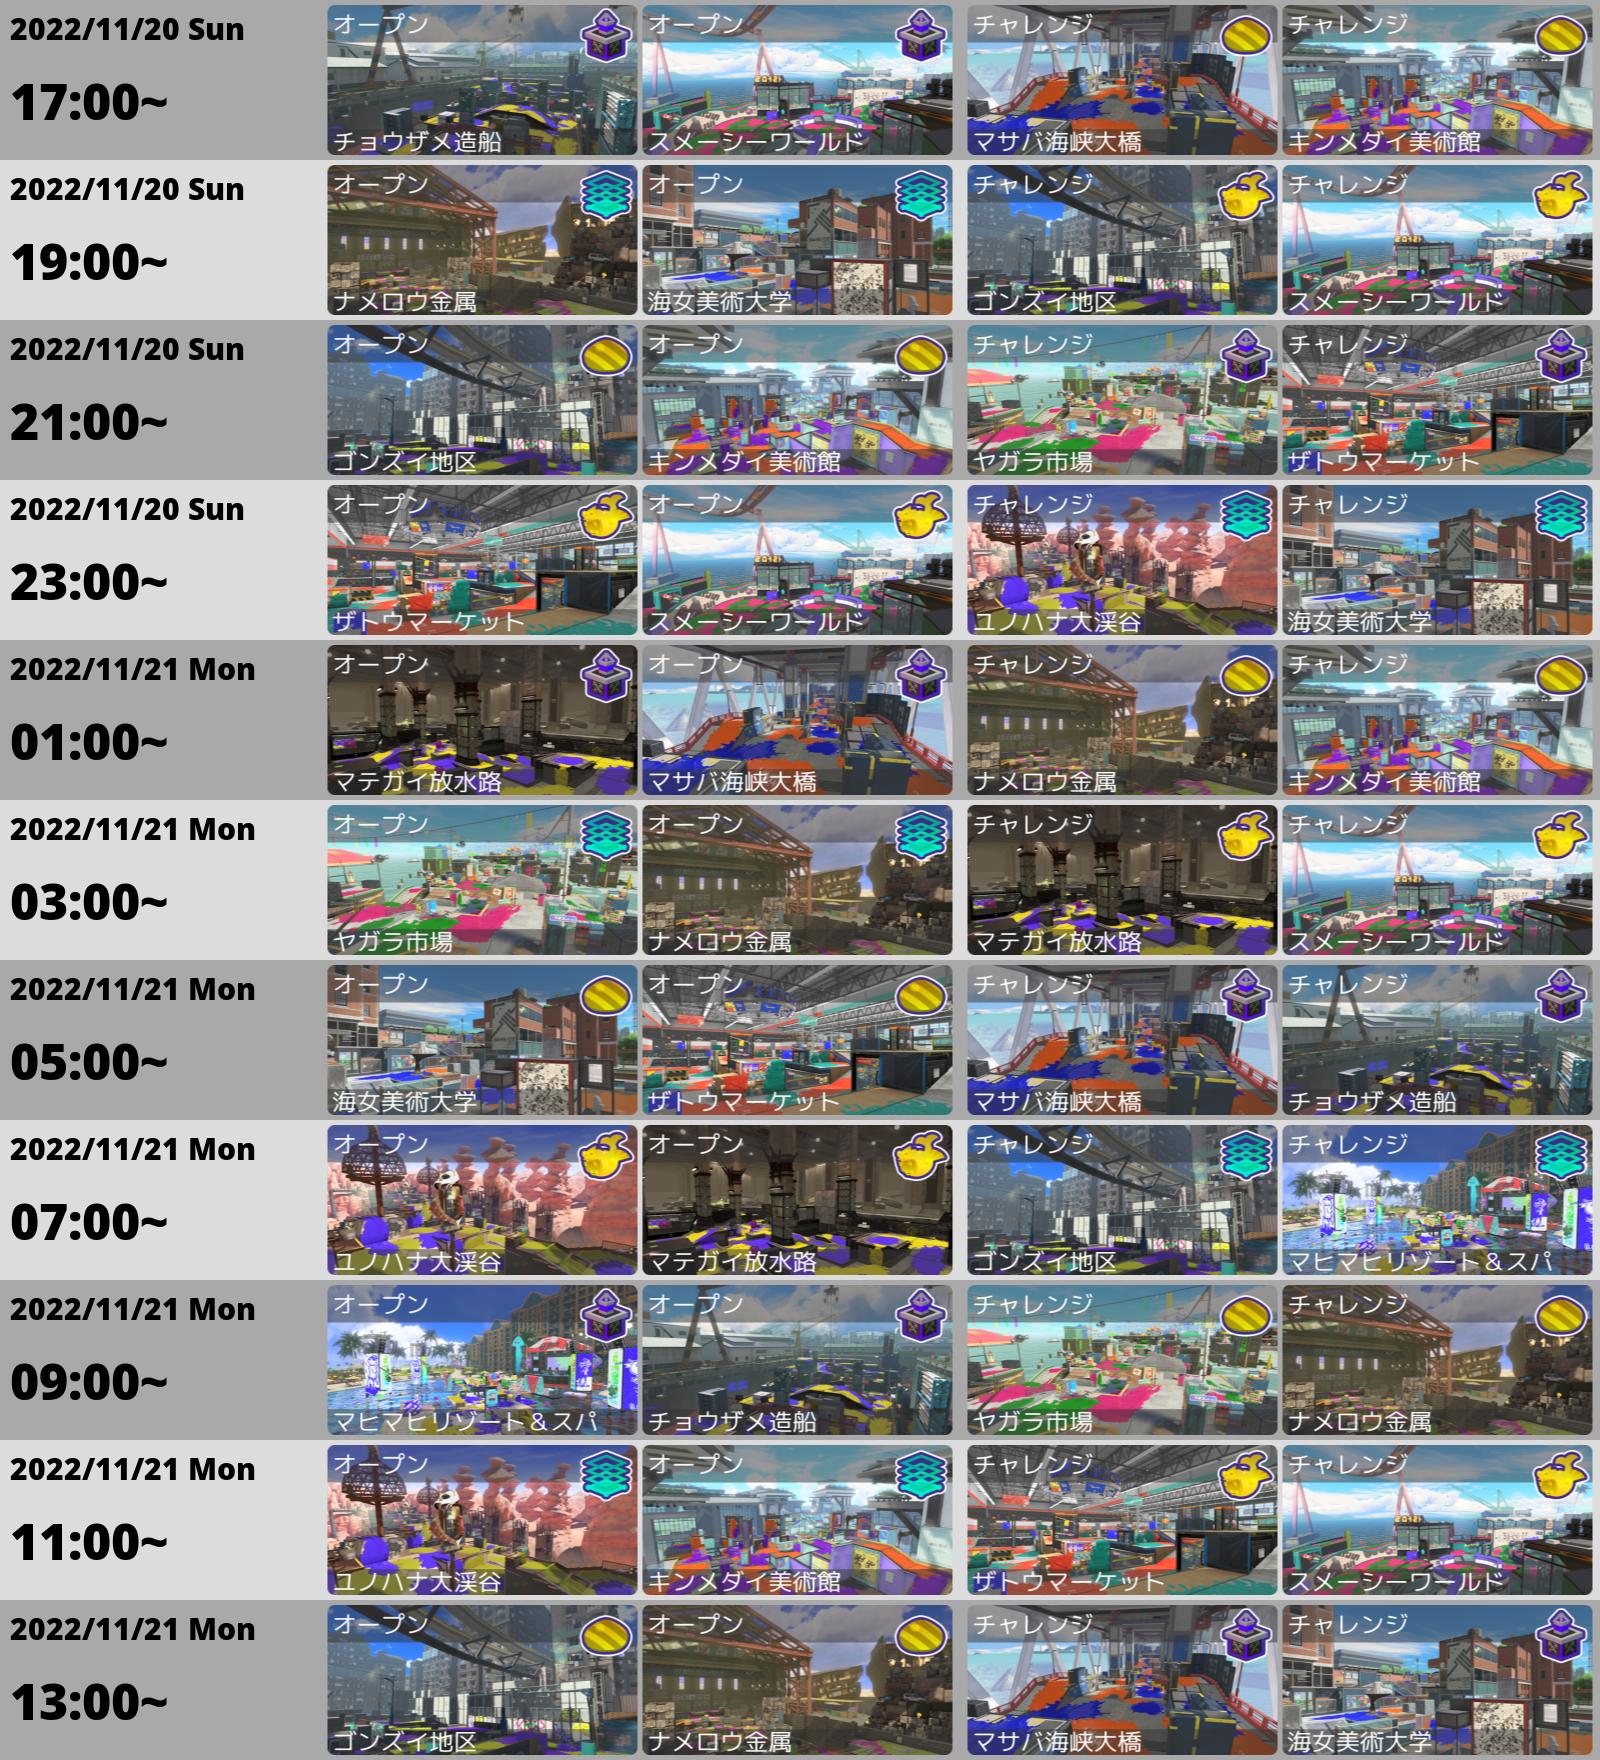 2022/11/20 Sun
17:00~
オープン
チョウザメ造船
オープン
スメーシーワールド
チャレンジ
マサバ海峡大橋
チャレンジ
キンメダイ美術館
2022/11/20 Sun
19:00~
オープン
ナメロウ金属
オープン
海女美術大学
チャレンジ
ゴンズイ地区
チャレンジ
スメーシーワールド
2022/11/20 Sun
21:00~
オープン
ゴンズイ地区
オープン
キンメダイ美術館
チャレンジ
ヤガラ市場
チャレンジ
ザトウマーケット
2022/11/20 Sun
23:00~
オープン
ザトウマーケット
オープン
スメーシーワールド
チャレンジ
ユノハナ大渓谷
チャレンジ
海女美術大学
2022/11/21 Mon
01:00~
オープン
マテガイ放水路
オープン
マサバ海峡大橋
チャレンジ
ナメロウ金属
チャレンジ
キンメダイ美術館
2022/11/21 Mon
03:00~
オープン
ヤガラ市場
オープン
ナメロウ金属
チャレンジ
マテガイ放水路
チャレンジ
スメーシーワールド
2022/11/21 Mon
05:00~
オープン
海女美術大学
オープン
ザトウマーケット
チャレンジ
マサバ海峡大橋
チャレンジ
チョウザメ造船
2022/11/21 Mon
07:00~
オープン
ユノハナ大渓谷
オープン
マテガイ放水路
チャレンジ
ゴンズイ地区
チャレンジ
マヒマヒリゾート＆スパ
2022/11/21 Mon
09:00~
オープン
マヒマヒリゾート＆スパ
オープン
チョウザメ造船
チャレンジ
ヤガラ市場
チャレンジ
ナメロウ金属
2022/11/21 Mon
11:00~
オープン
ユノハナ大渓谷
オープン
キンメダイ美術館
チャレンジ
ザトウマーケット
チャレンジ
スメーシーワールド
2022/11/21 Mon
13:00~
オープン
ゴンズイ地区
オープン
ナメロウ金属
チャレンジ
マサバ海峡大橋
チャレンジ
海女美術大学